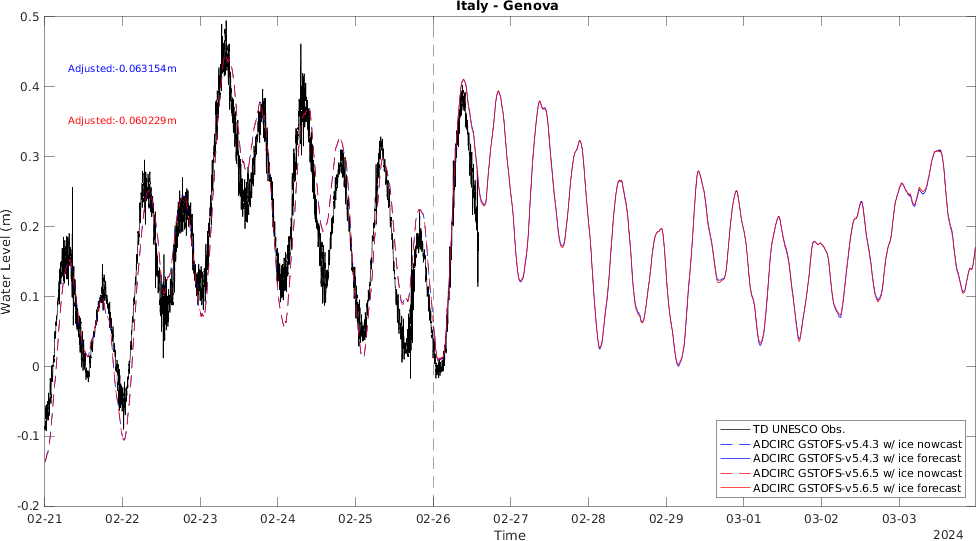 Italy - Genova
0.5
0.4
0.3
0.2
0.1
0
-0.1
-0.2
Water Level (m)
Adjusted:-0.063154m
Adjusted:-0.060229m
TD UNESCO Obs.
ADCIRC GSTOFS-v5.4.3 w/ ice nowcast
ADCIRC GSTOFS-v5.4.3 w/ ice forecast
ADCIRC GSTOFS-v5.6.5 w/ ice nowcast
ADCIRC GSTOFS-v5.6.5 w/ ice forecast
02-21 02-22 02-23 02-24 02-25 02-26 02-27 02-28 02-29 03-01 03-02 03-03
Time
2024